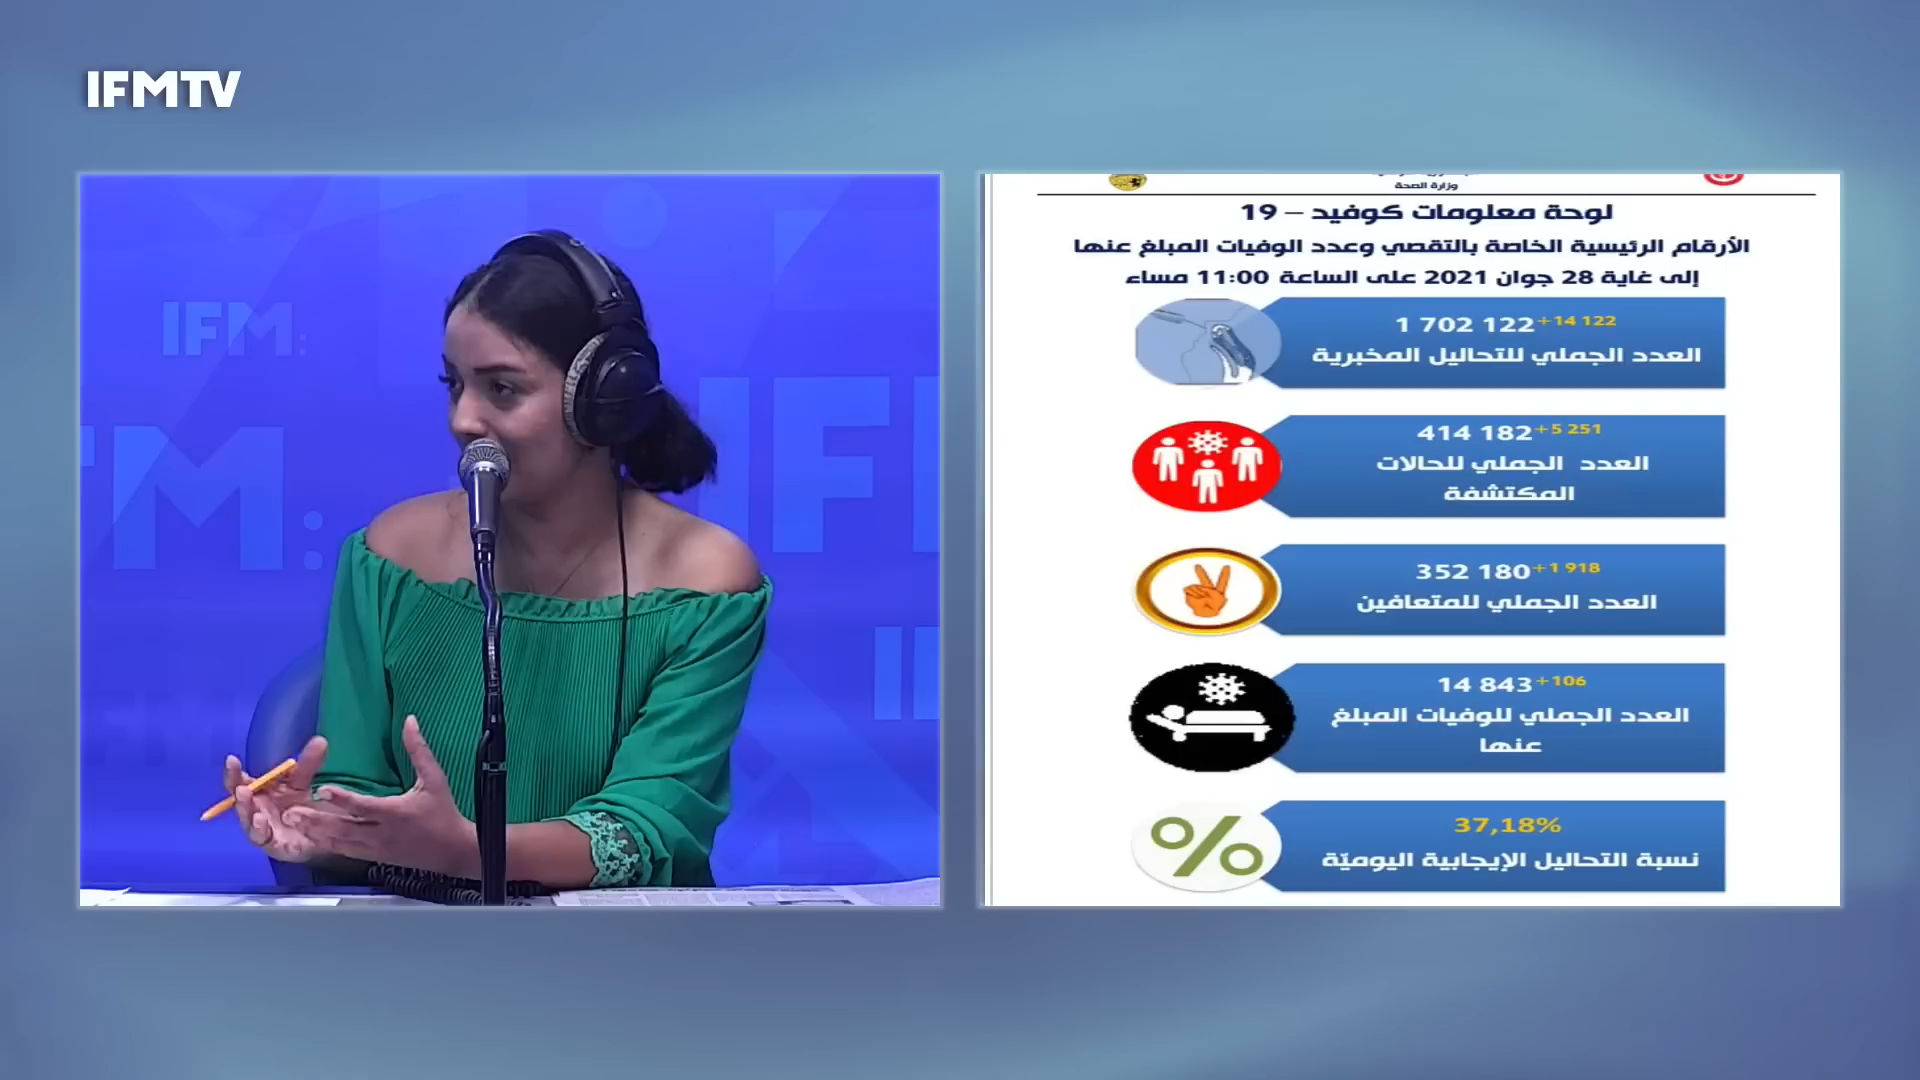 IFMTV
IFM:
FM:
IF
وزارة الصحة
لوحة معلومات كوفيد – 19
الأرقام الرئيسية الخاصة بالتقصي وعدد الوفيات المبلغ عنها
إلى غاية 28 جوان 2021 على الساعة 11:00 مساء
1 702 122 +14 122
العدد الجملي للتحاليل المخبرية
414 182 +5 251
العدد الجملي للحالات
المكتشفة
352 180 +1 918
العدد الجملي للمتعافين
14 843 +106
العدد الجملي للوفيات المبلغ
عنها
37,18%
نسبة التحاليل الإيجابية اليوميّة